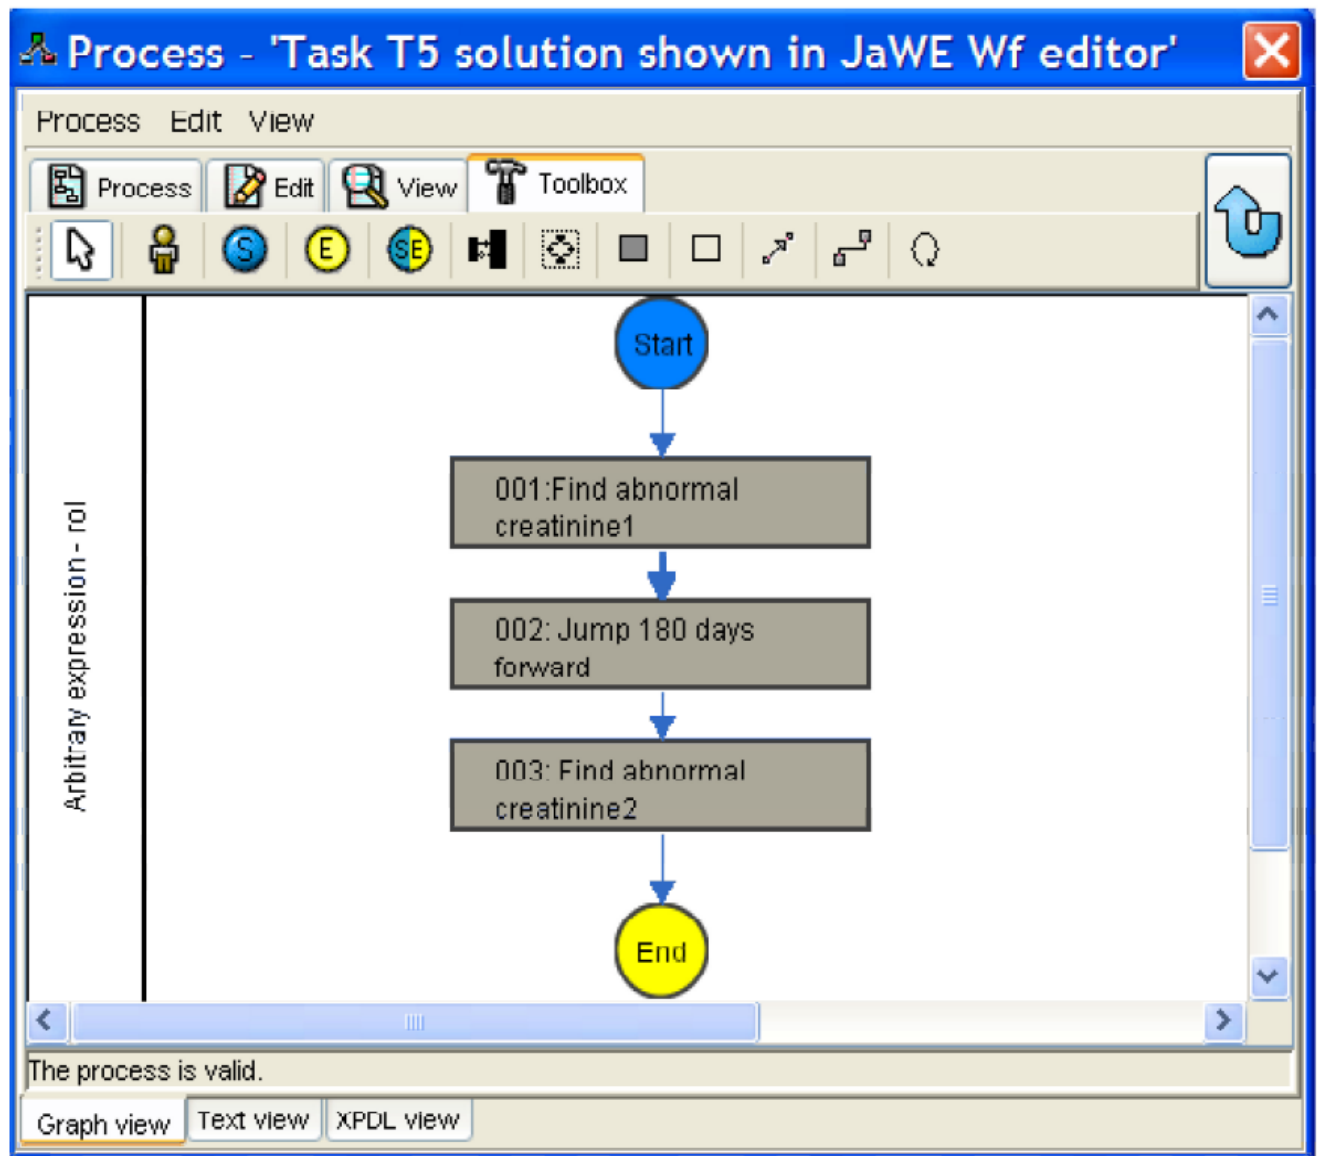 Process - 'Task T5 solution shown in JaWE Wf editor'
Process Edit View
Process Edit View Toolbox
S E SE
Start
001:Find abnormal
creatinine1
002: Jump 180 days
forward
003: Find abnormal
creatinine2
End
Arbitrary expression - rol
The process is valid.
Graph view Text view XPDL view